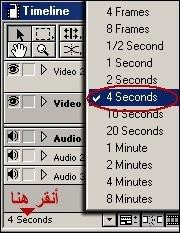 Timeline
4 Frames
8 Frames
1/2 Second
1 Second
2 Seconds
4 Seconds
10 Seconds
20 Seconds
1 Minute
2 Minutes
4 Minutes
8 Minutes
Video 2
Video
Audio
Audio 2
Audio 3
أنقر هنا
4 Seconds